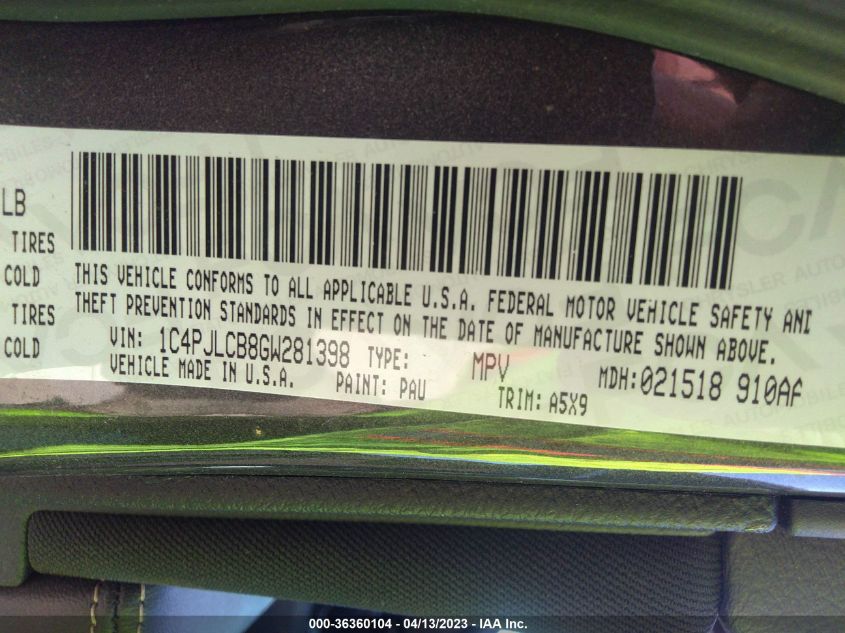 LB
TIRES
COLD
TIRES
COLD
THIS VEHICLE CONFORMS TO ALL APPLICABLE U.S.A. FEDERAL MOTOR VEHICLE SAFETY AND
THEFT PREVENTION STANDARDS IN EFFECT ON THE DATE OF MANUFACTURE SHOWN ABOVE.
VIN: 1C4PJLCB8GW281398 TYPE: MPV MDH:021518 910AF
VEHICLE MADE IN U.S.A. PAINT: PAU TRIM: A5X9
000-36360104 - 04/13/2023 - IAA Inc.